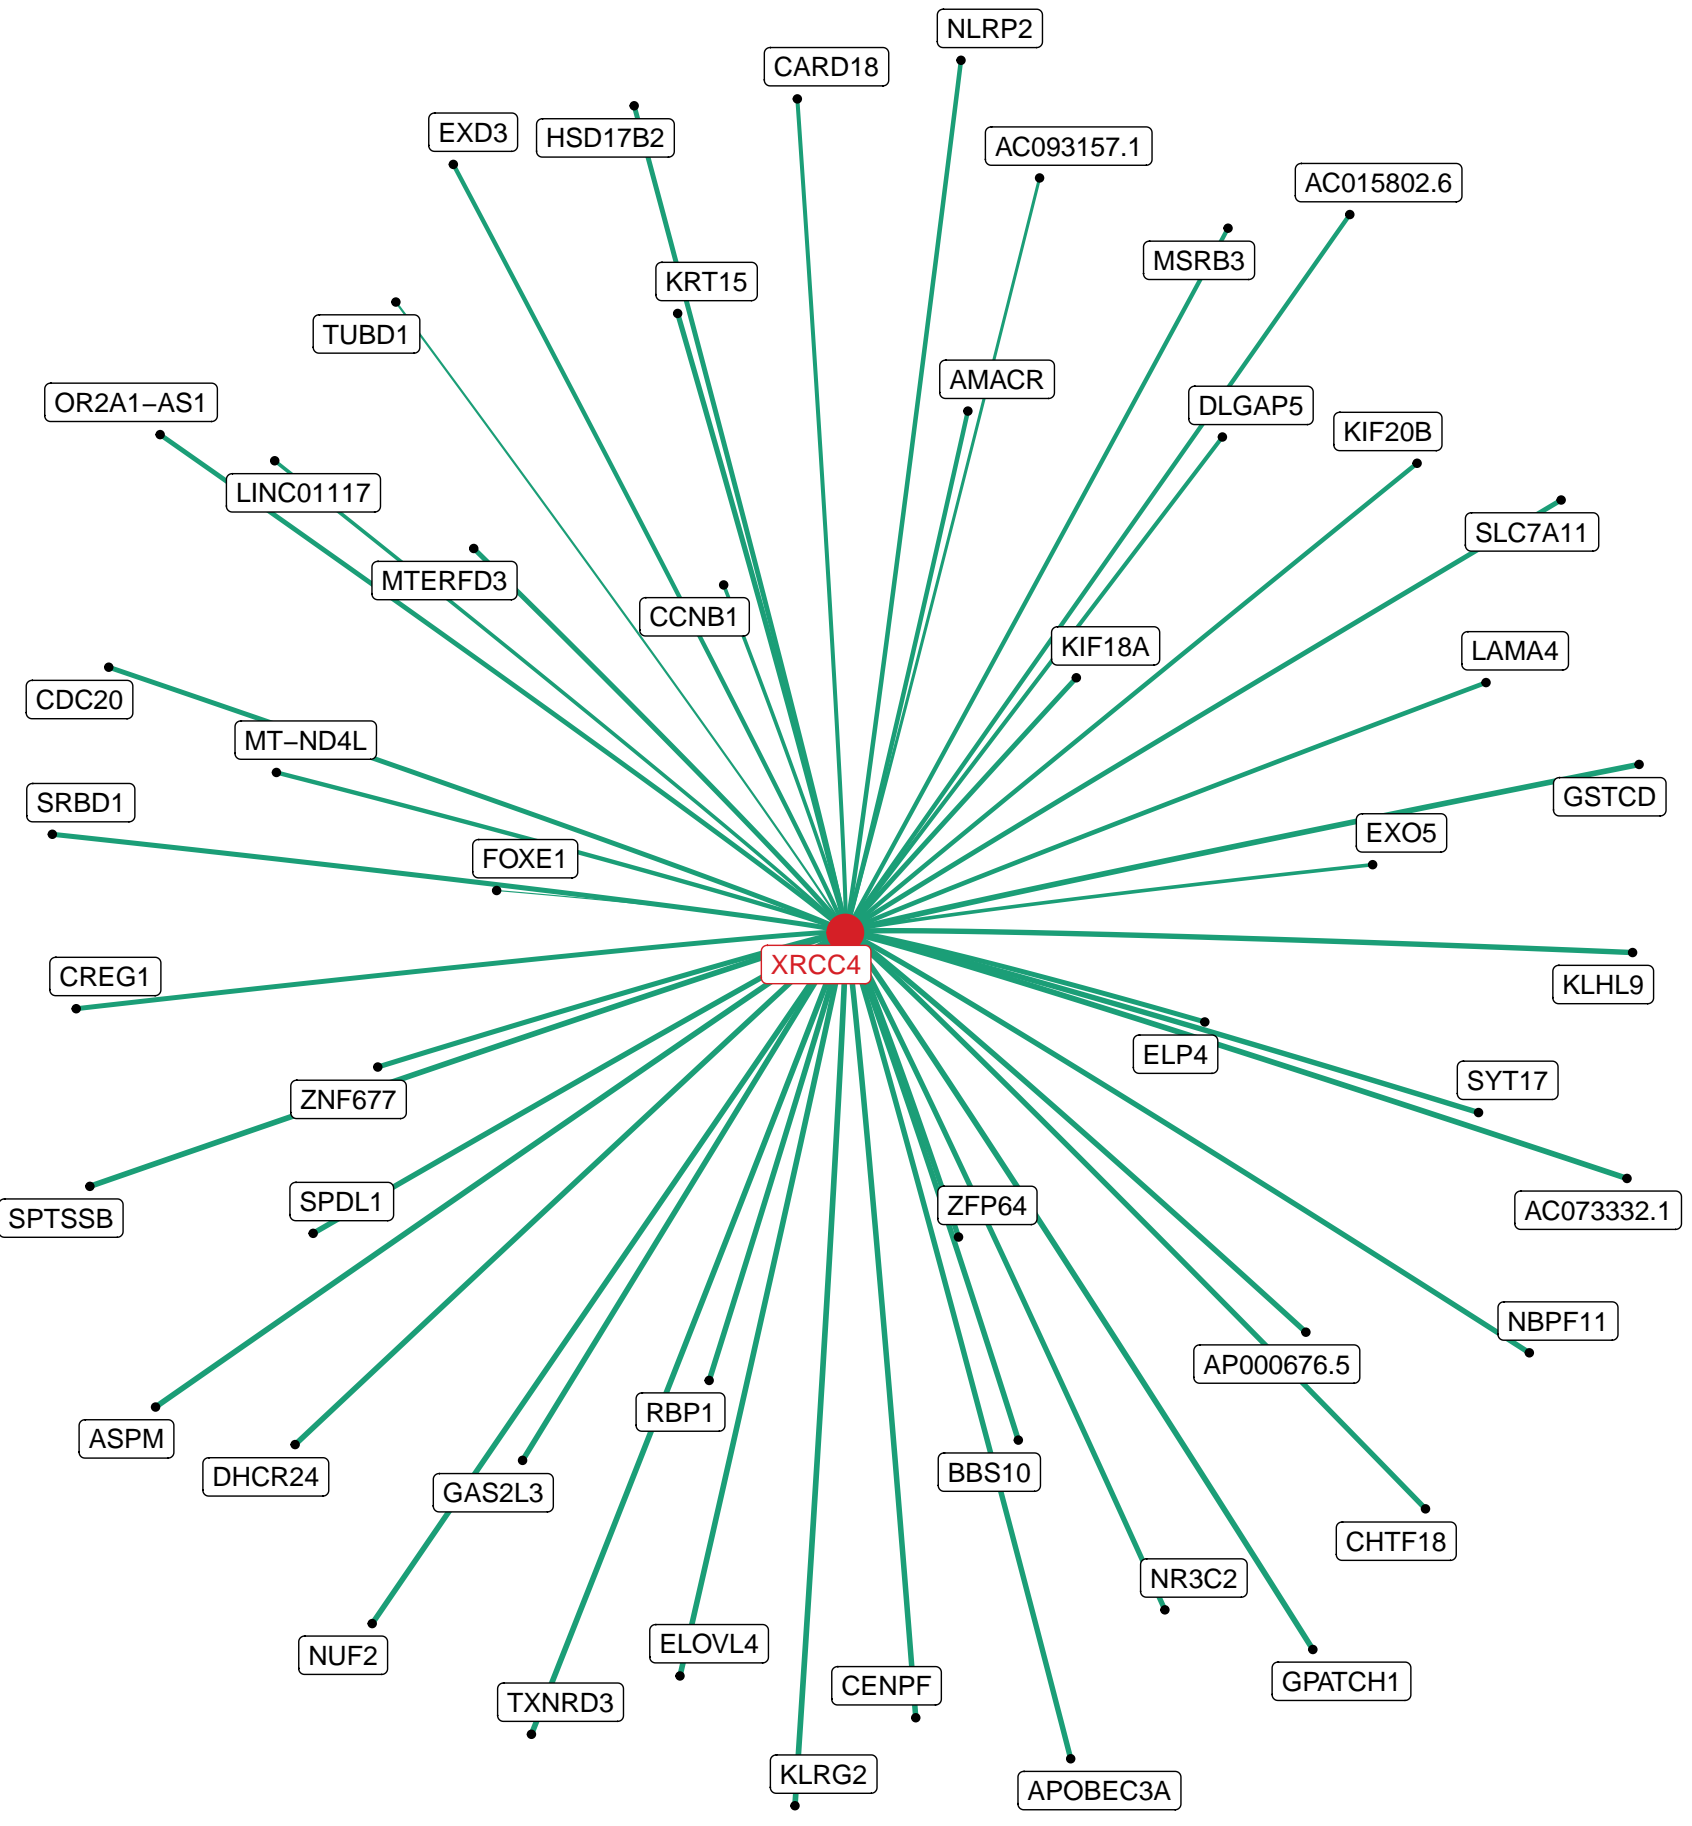 NLRP2
CARD18
EXD3
HSD17B2
AC093157.1
AC015802.6
MSRB3
KRT15
TUBD1
AMACR
OR2A1−AS1
DLGAP5
KIF20B
LINC01117
SLC7A11
MTERFD3
CCNB1
KIF18A
LAMA4
CDC20
MT−ND4L
SRBD1
GSTCD
EXO5
FOXE1
XRCC4
CREG1
KLHL9
ELP4
SYT17
ZNF677
SPDL1
ZFP64
SPTSSB
AC073332.1
NBPF11
AP000676.5
RBP1
ASPM
DHCR24
GAS2L3
BBS10
CHTF18
NR3C2
NUF2
ELOVL4
CENPF
GPATCH1
TXNRD3
KLRG2
APOBEC3A